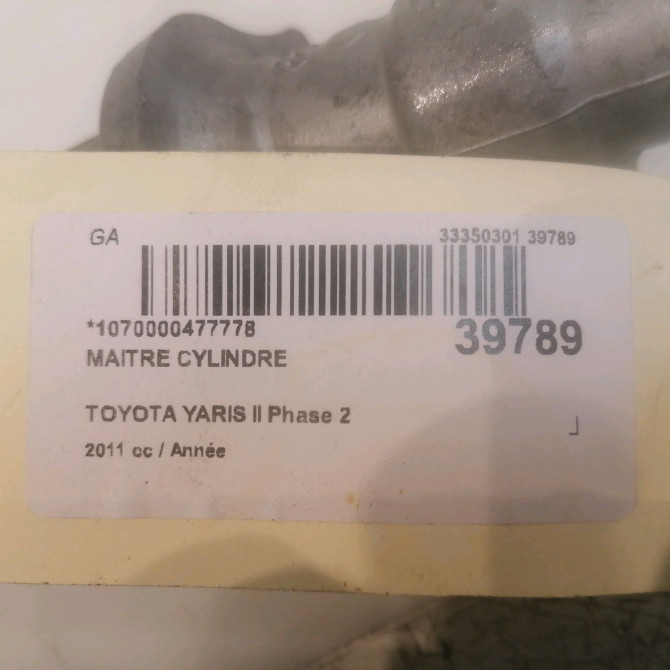 GA 33350301 39789
*1070000477778 39789
MAITRE CYLINDRE
TOYOTA YARIS II Phase 2
2011 cc / Année